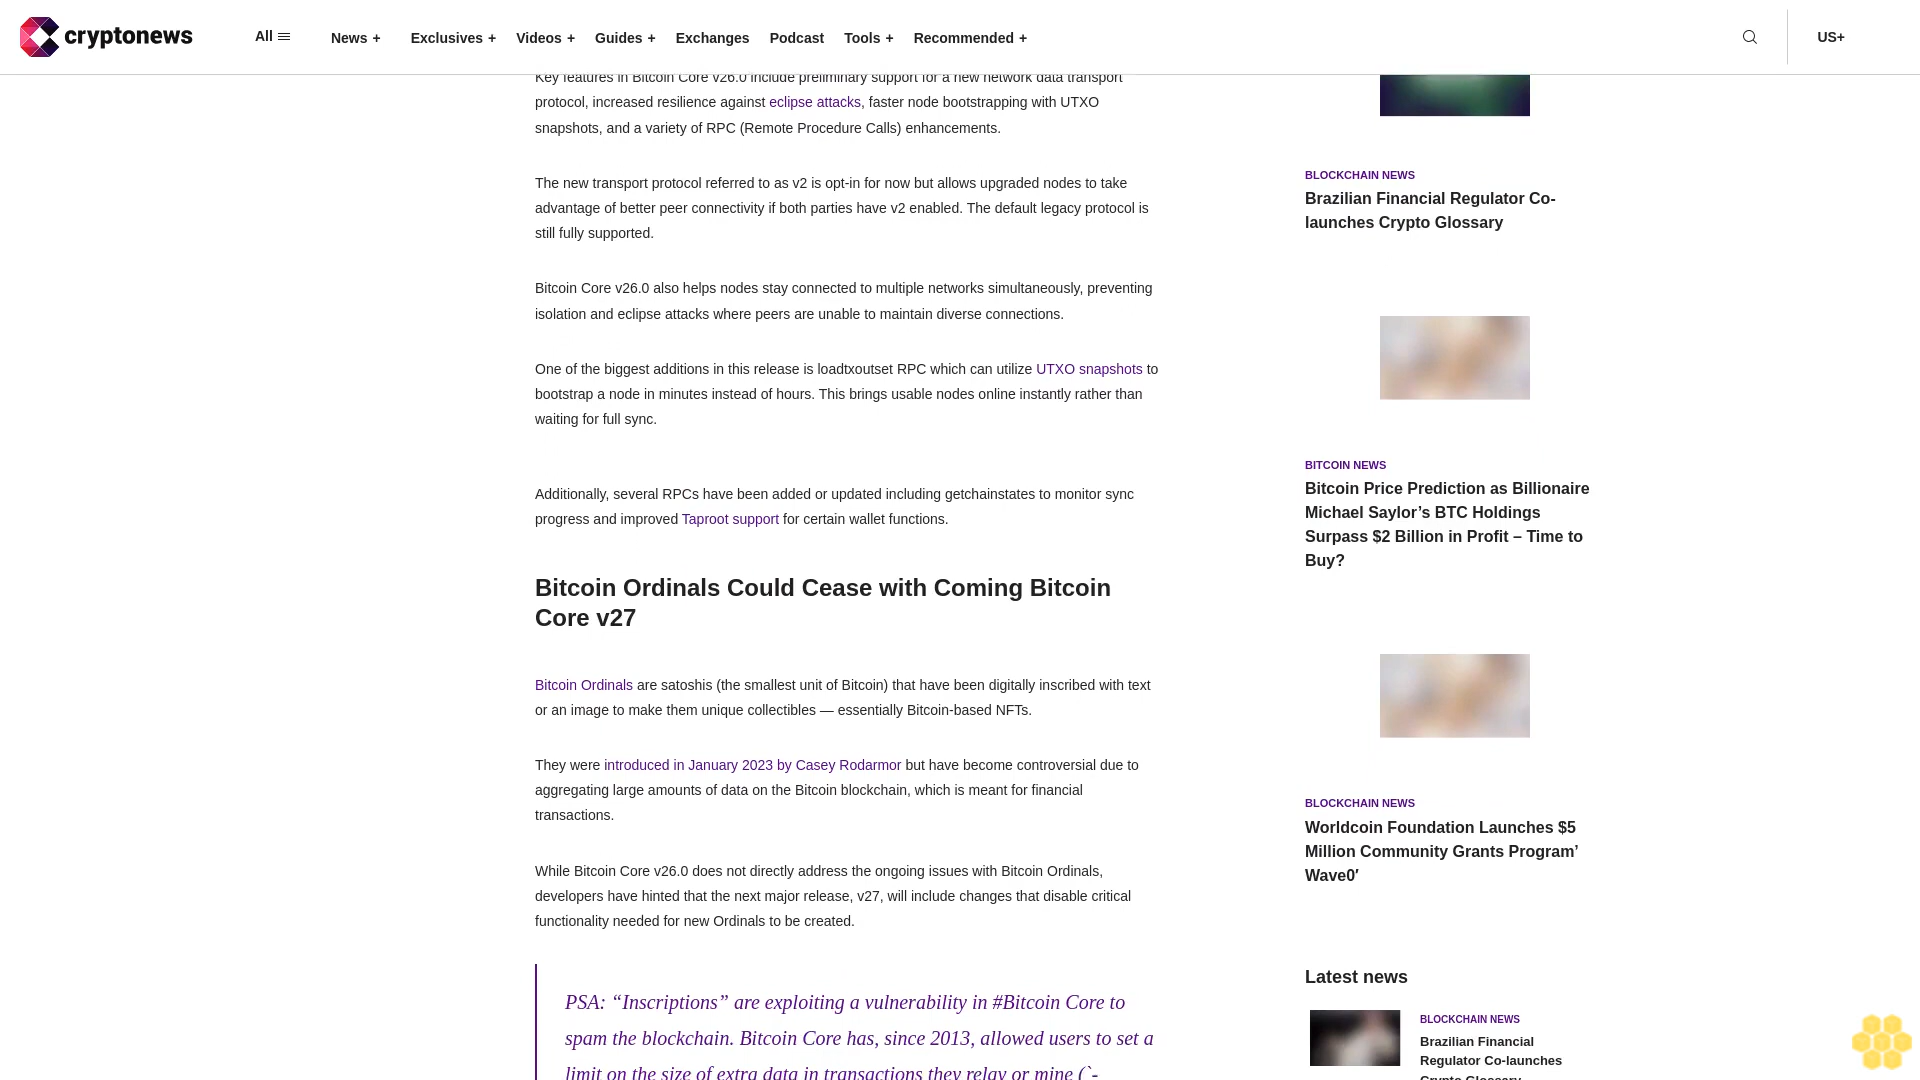 cryptonews
All
News +
Exclusives +
Videos +
Guides +
Exchanges
Podcast
Tools +
Recommended +
US+
Key features in Bitcoin Core v26.0 include preliminary support for a new network data transport
protocol, increased resilience against eclipse attacks, faster node bootstrapping with UTXO
snapshots, and a variety of RPC (Remote Procedure Calls) enhancements.
The new transport protocol referred to as v2 is opt-in for now but allows upgraded nodes to take
advantage of better peer connectivity if both parties have v2 enabled. The default legacy protocol is
still fully supported.
Bitcoin Core v26.0 also helps nodes stay connected to multiple networks simultaneously, preventing
isolation and eclipse attacks where peers are unable to maintain diverse connections.
One of the biggest additions in this release is loadtxoutset RPC which can utilize UTXO snapshots to
bootstrap a node in minutes instead of hours. This brings usable nodes online instantly rather than
waiting for full sync.
Additionally, several RPCs have been added or updated including getchainstates to monitor sync
progress and improved Taproot support for certain wallet functions.
Bitcoin Ordinals Could Cease with Coming Bitcoin
Core v27
Bitcoin Ordinals are satoshis (the smallest unit of Bitcoin) that have been digitally inscribed with text
or an image to make them unique collectibles — essentially Bitcoin-based NFTs.
They were introduced in January 2023 by Casey Rodarmor but have become controversial due to
aggregating large amounts of data on the Bitcoin blockchain, which is meant for financial
transactions.
While Bitcoin Core v26.0 does not directly address the ongoing issues with Bitcoin Ordinals,
developers have hinted that the next major release, v27, will include changes that disable critical
functionality needed for new Ordinals to be created.
PSA: “Inscriptions” are exploiting a vulnerability in #Bitcoin Core to
spam the blockchain. Bitcoin Core has, since 2013, allowed users to set a
limit on the size of extra data in transactions they relay or mine (`-
BLOCKCHAIN NEWS
Brazilian Financial Regulator Co-
launches Crypto Glossary
BITCOIN NEWS
Bitcoin Price Prediction as Billionaire
Michael Saylor’s BTC Holdings
Surpass $2 Billion in Profit – Time to
Buy?
BLOCKCHAIN NEWS
Worldcoin Foundation Launches $5
Million Community Grants Program’
Wave0′
Latest news
BLOCKCHAIN NEWS
Brazilian Financial
Regulator Co-launches
Crypto Glossary